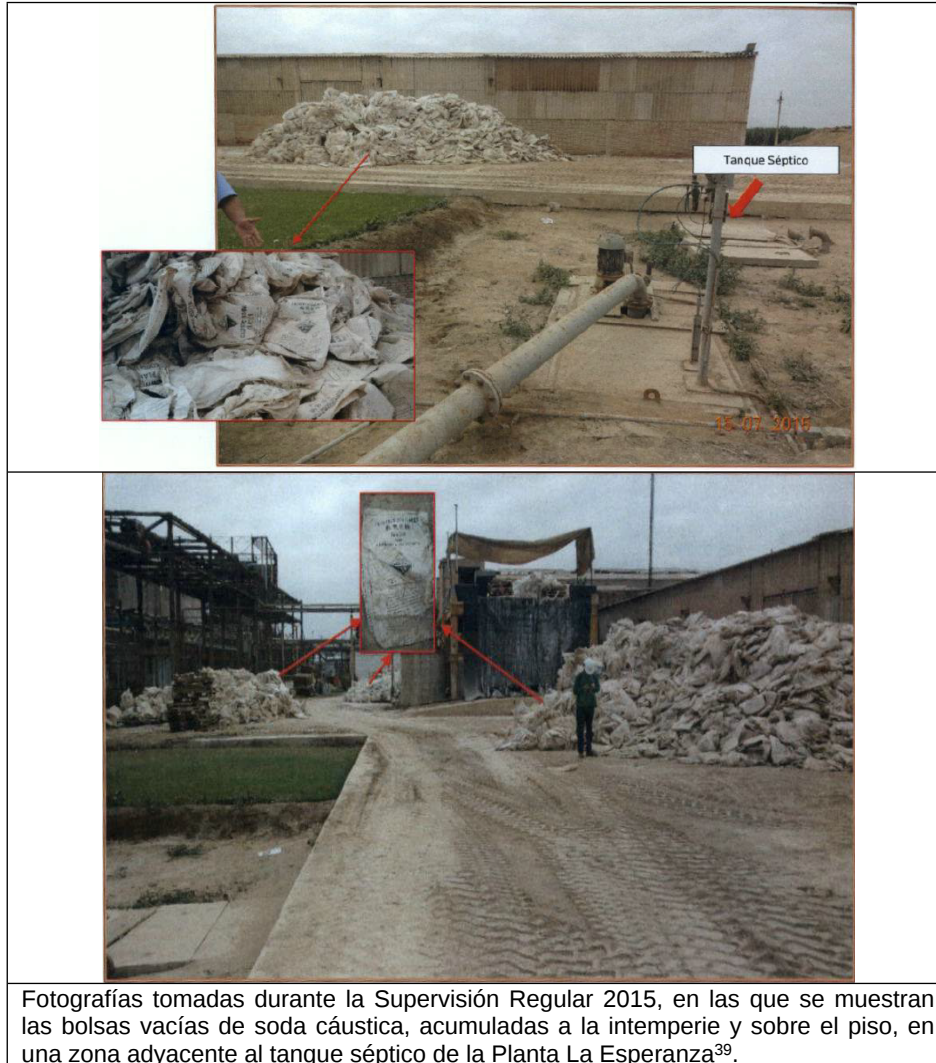 Tanque Séptico
15 07 2015
Fotografías tomadas durante la Supervisión Regular 2015, en las que se muestran
las bolsas vacías de soda cáustica, acumuladas a la intemperie y sobre el piso, en
una zona adyacente al tanque séptico de la Planta La Esperanza³⁹.